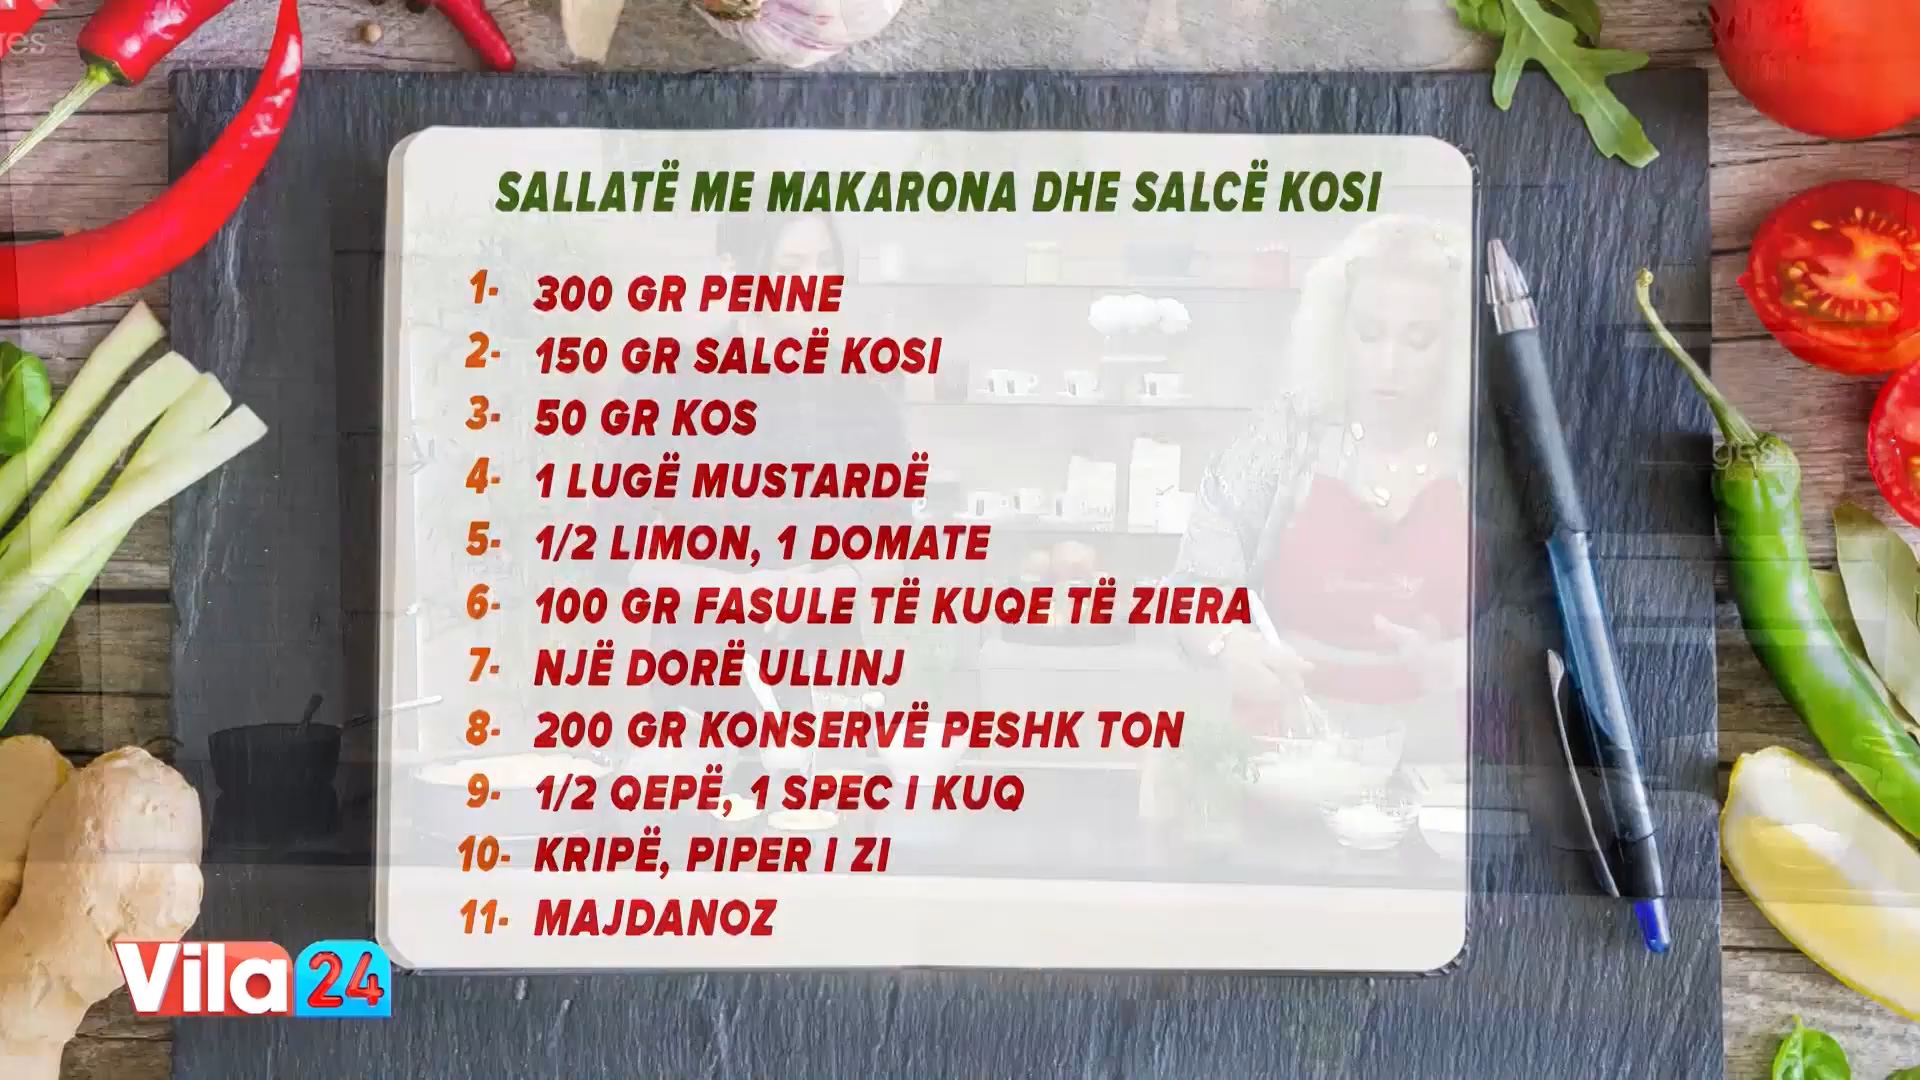 SALLATË ME MAKARONA DHE SALCË KOSI
1- 300 GR PENNE
2- 150 GR SALCË KOSI
3- 50 GR KOS
4- 1 LUGË MUSTARDË
5- 1/2 LIMON, 1 DOMATE
6- 100 GR FASULE TË KUQE TË ZIERA
7- NJË DORË ULLINJ
8- 200 GR KONSERVË PESHK TON
9- 1/2 QEPË, 1 SPEC I KUQ
10- KRIPË, PIPER I ZI
11- MAJDANOZ
Vila 24